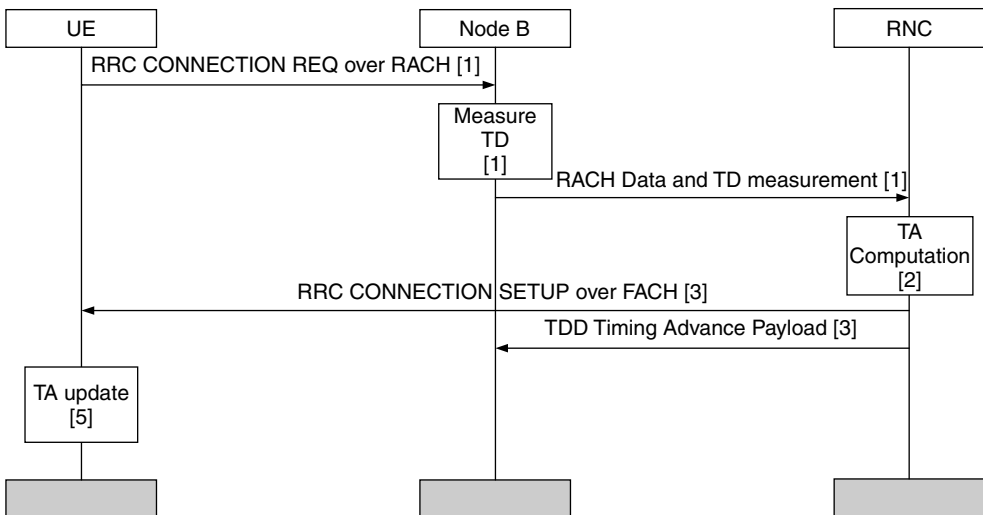 UE
Node B
RNC
RRC CONNECTION REQ over RACH [1]
Measure
TD
[1]
RACH Data and TD measurement [1]
TA
Computation
[2]
RRC CONNECTION SETUP over FACH [3]
TDD Timing Advance Payload [3]
TA update
[5]